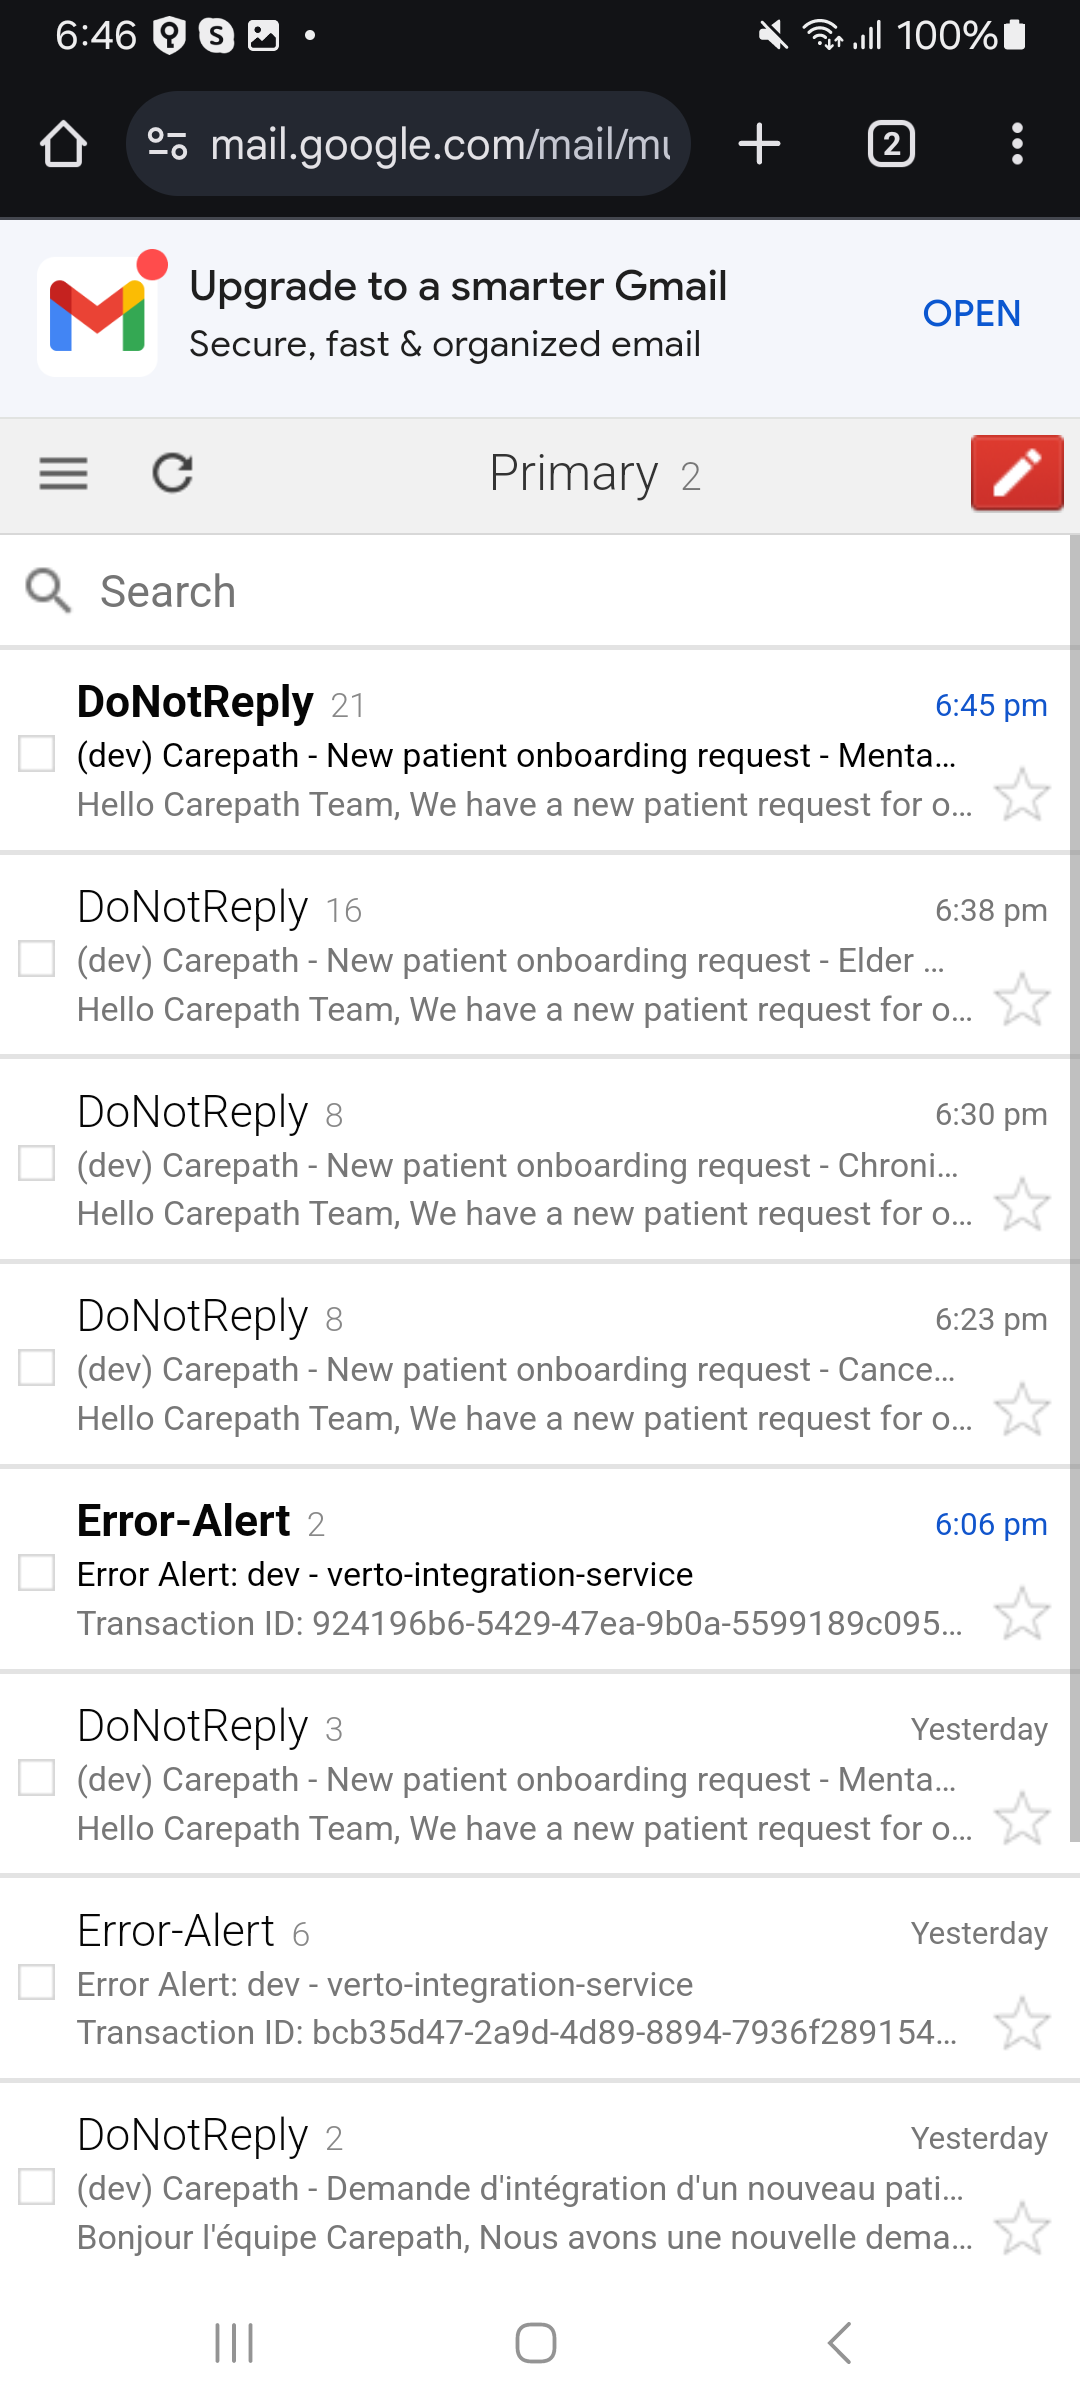 6:46 100%
mail.google.com/mail/mu
2
Upgrade to a smarter Gmail
Secure, fast & organized email
OPEN
Primary 2
Search
DoNotReply 21 6:45 pm
(dev) Carepath - New patient onboarding request - Menta...
Hello Carepath Team, We have a new patient request for o...
DoNotReply 16 6:38 pm
(dev) Carepath - New patient onboarding request - Elder ...
Hello Carepath Team, We have a new patient request for o...
DoNotReply 8 6:30 pm
(dev) Carepath - New patient onboarding request - Chroni...
Hello Carepath Team, We have a new patient request for o...
DoNotReply 8 6:23 pm
(dev) Carepath - New patient onboarding request - Cance...
Hello Carepath Team, We have a new patient request for o...
Error-Alert 2 6:06 pm
Error Alert: dev - verto-integration-service
Transaction ID: 924196b6-5429-47ea-9b0a-5599189c095...
DoNotReply 3 Yesterday
(dev) Carepath - New patient onboarding request - Menta...
Hello Carepath Team, We have a new patient request for o...
Error-Alert 6 Yesterday
Error Alert: dev - verto-integration-service
Transaction ID: bcb35d47-2a9d-4d89-8894-7936f289154...
DoNotReply 2 Yesterday
(dev) Carepath - Demande d'intégration d'un nouveau pati...
Bonjour l'équipe Carepath, Nous avons une nouvelle dema...